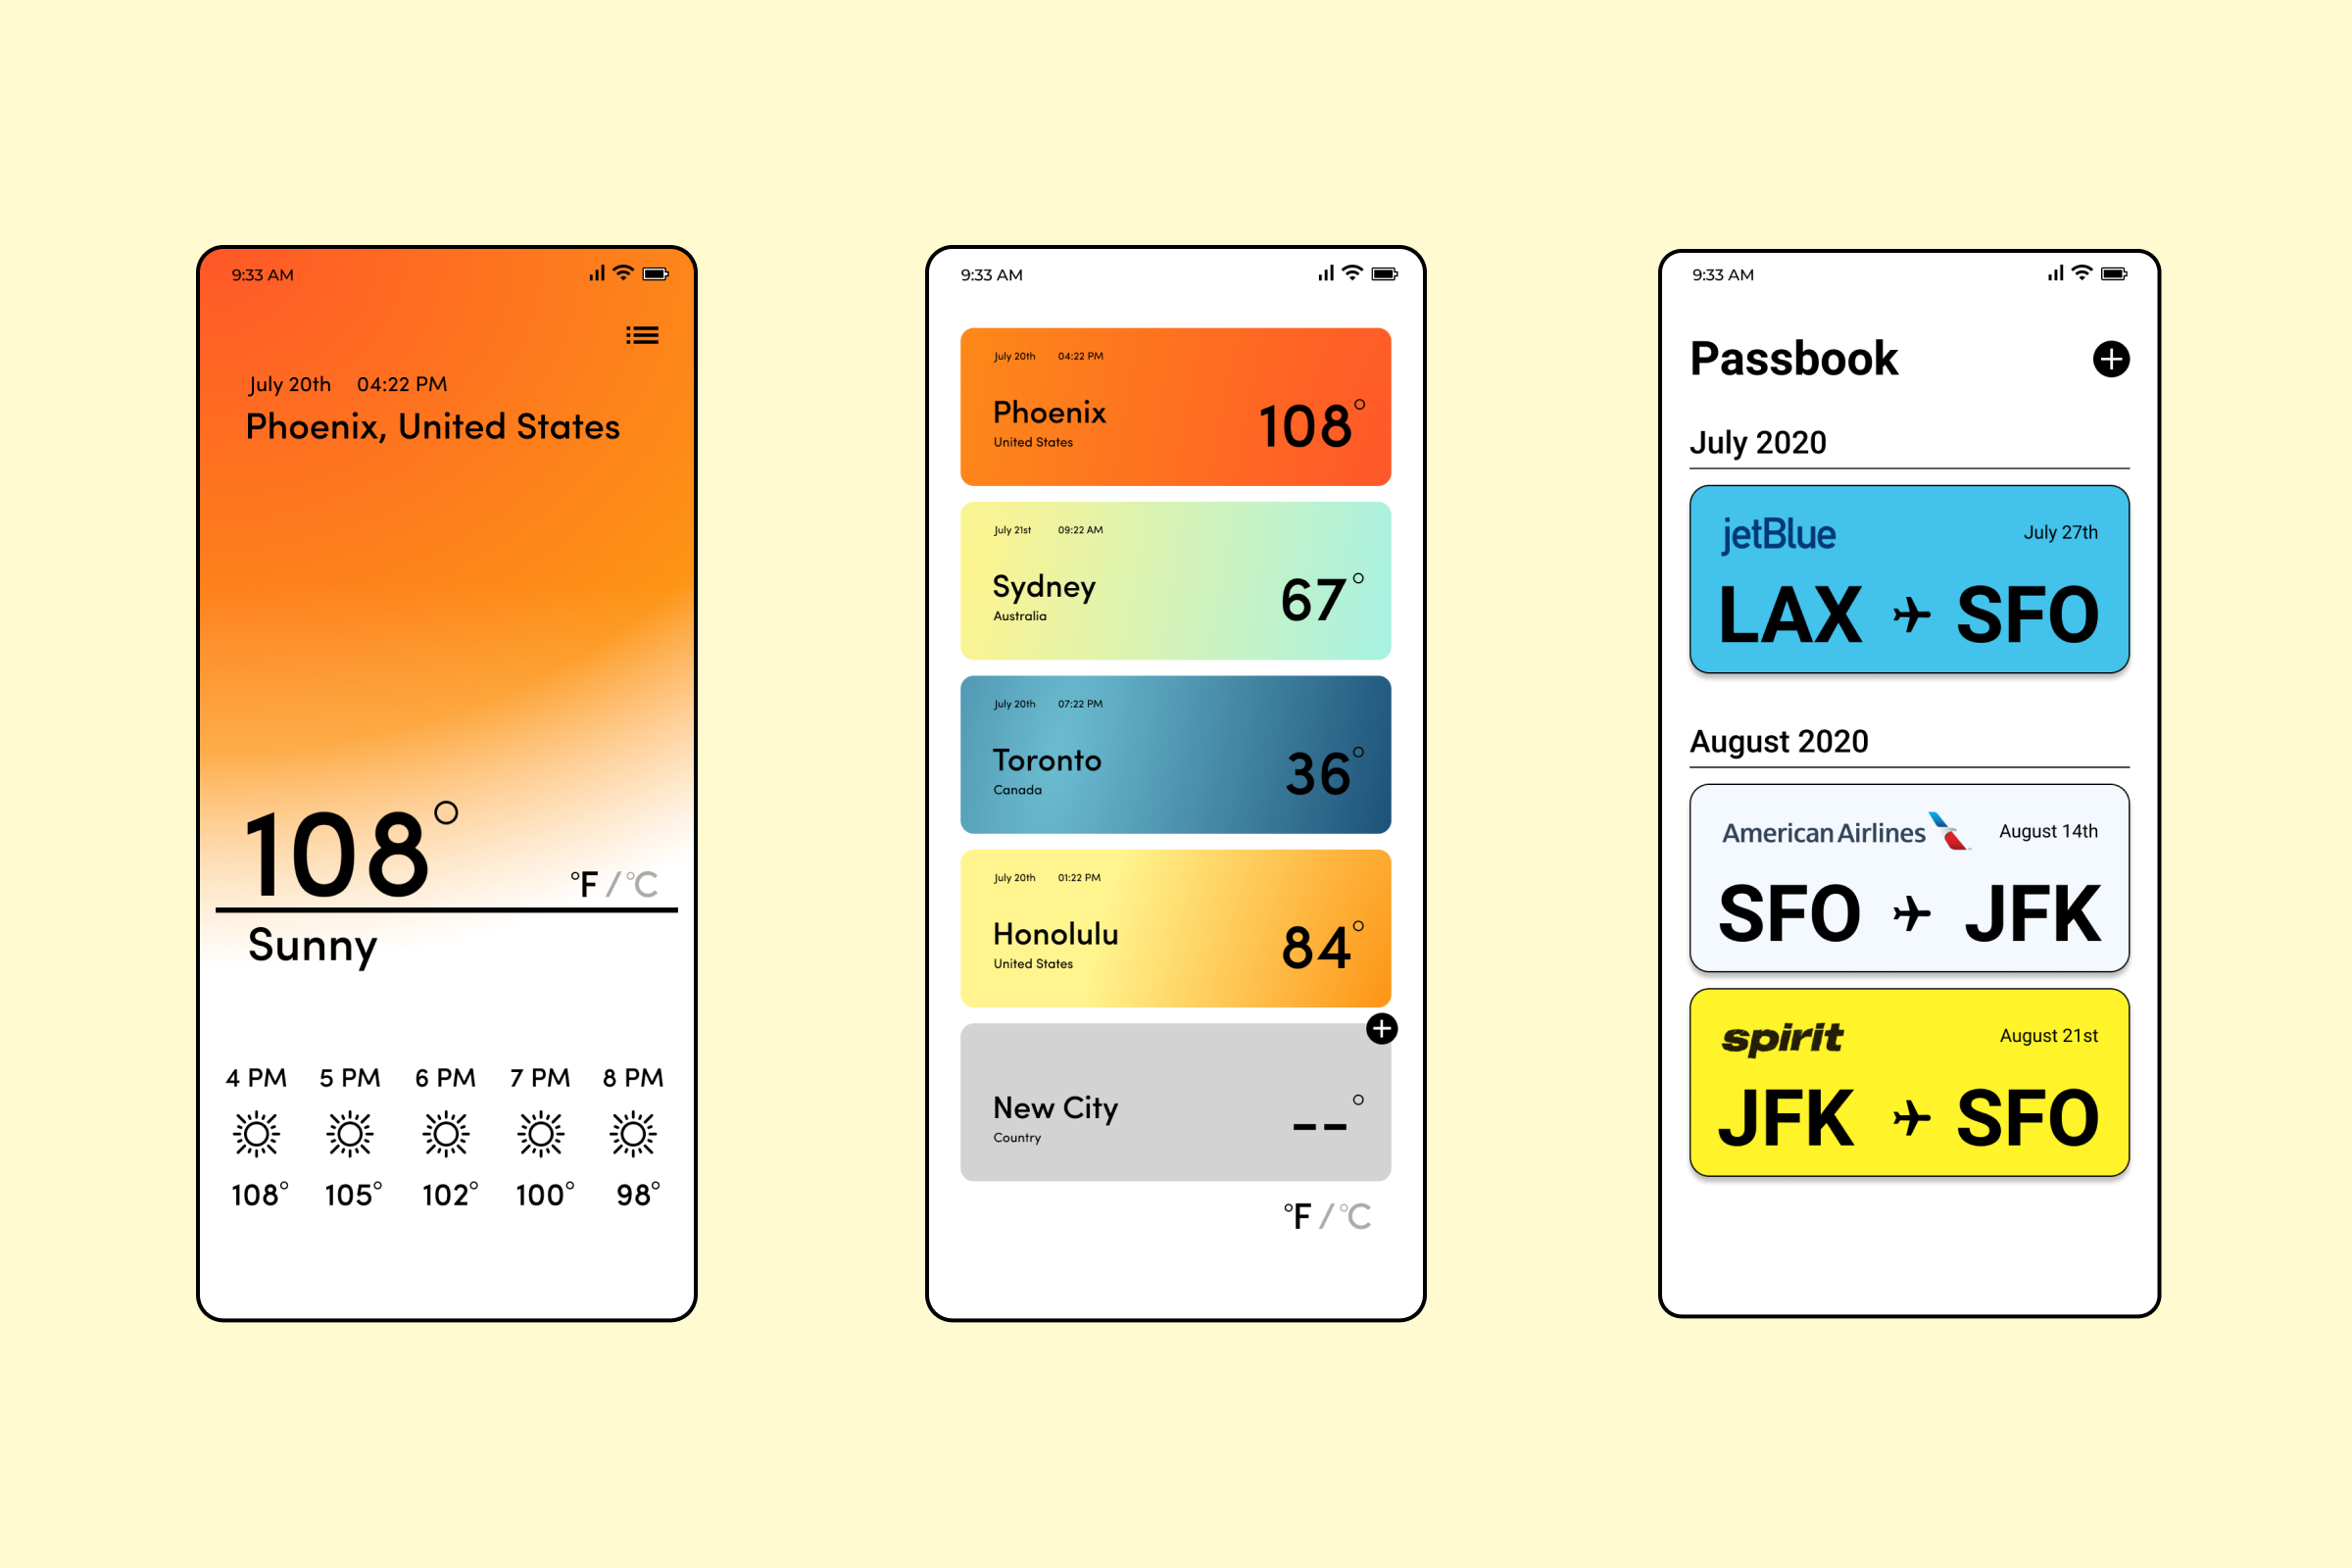 9:33 AM
July 20th 04:22 PM
Phoenix, United States
108°
°F / °C
Sunny
4 PM 5 PM 6 PM 7 PM 8 PM
108° 105° 102° 100° 98°
9:33 AM
July 20th 04:22 PM
Phoenix 108°
United States
July 21st 09:22 AM
Sydney 67°
Australia
July 20th 07:22 PM
Toronto 36°
Canada
July 20th 01:22 PM
Honolulu 84°
United States
New City --°
Country
°F / °C
9:33 AM
Passbook
July 2020
jetBlue July 27th
LAX SFO
August 2020
American Airlines August 14th
SFO JFK
spirit August 21st
JFK SFO